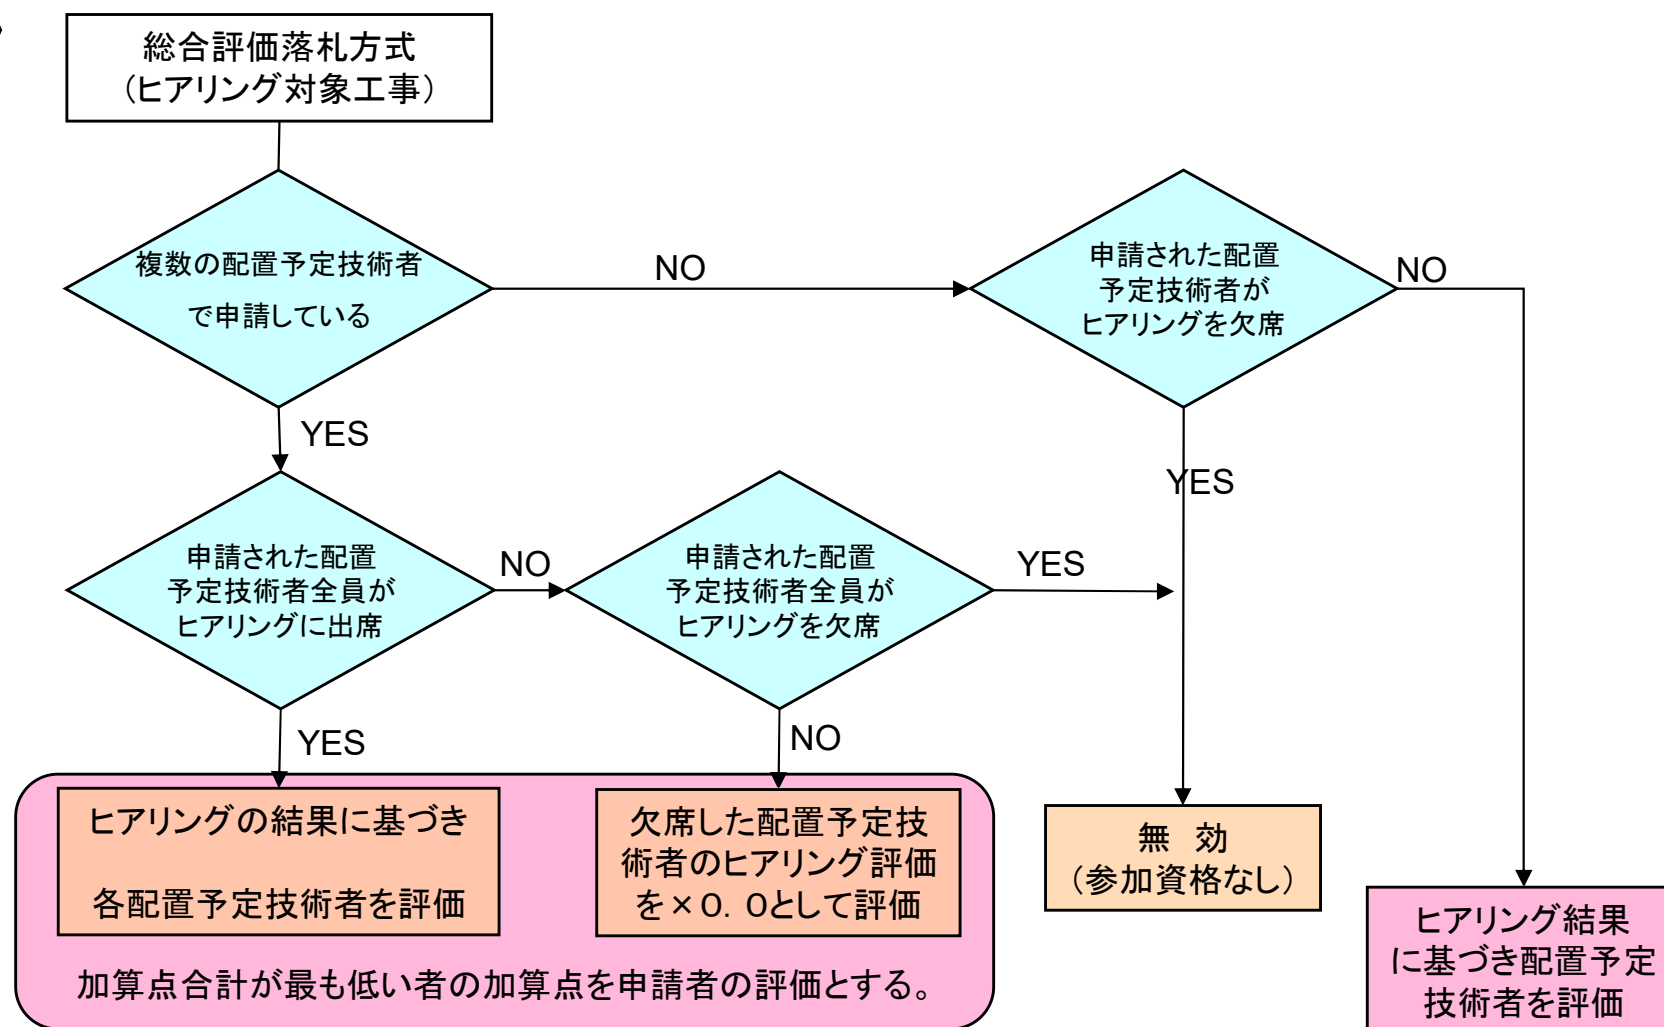 総合評価落札方式
（ヒアリング対象工事）
複数の配置予定技術者
で申請している
NO
申請された配置
予定技術者が
ヒアリングを欠席
NO
YES
YES
申請された配置
予定技術者全員が
ヒアリングに出席
NO
申請された配置
予定技術者全員が
ヒアリングを欠席
YES
YES
NO
ヒアリングの結果に基づき
各配置予定技術者を評価
欠席した配置予定技
術者のヒアリング評価
を×０．０として評価
無　効
（参加資格なし）
ヒアリング結果
に基づき配置予定
技術者を評価
加算点合計が最も低い者の加算点を申請者の評価とする。